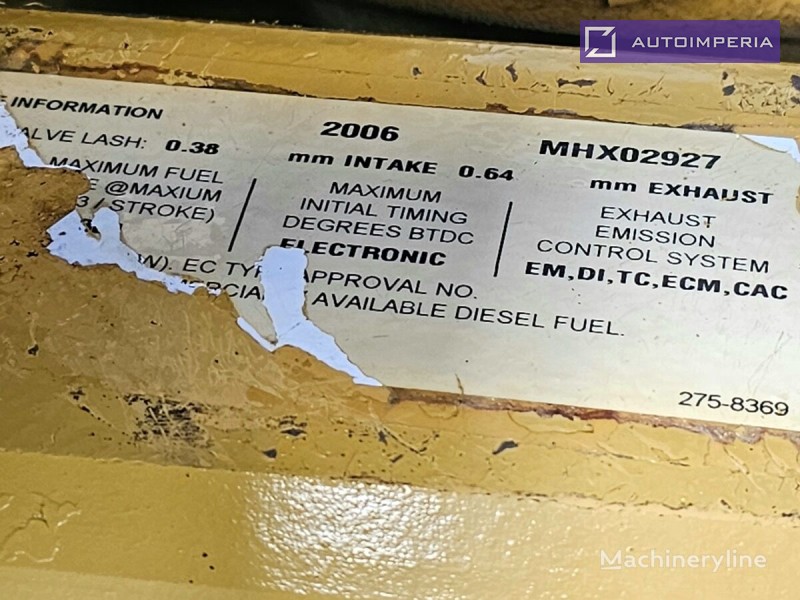 AUTOIMPERIA
INFORMATION 2006 MHX02927
LASH: 0.38 mm INTAKE 0.64 mm EXHAUST
MAXIMUM FUEL
@MAXIUM
/ STROKE)
MAXIMUM
INITIAL TIMING
DEGREES BTDC
ELECTRONIC
EXHAUST
EMISSION
CONTROL SYSTEM
EM,DI,TC,ECM,CAC
W). EC APPROVAL NO.
AVAILABLE DIESEL FUEL.
275-8369
Machineryline